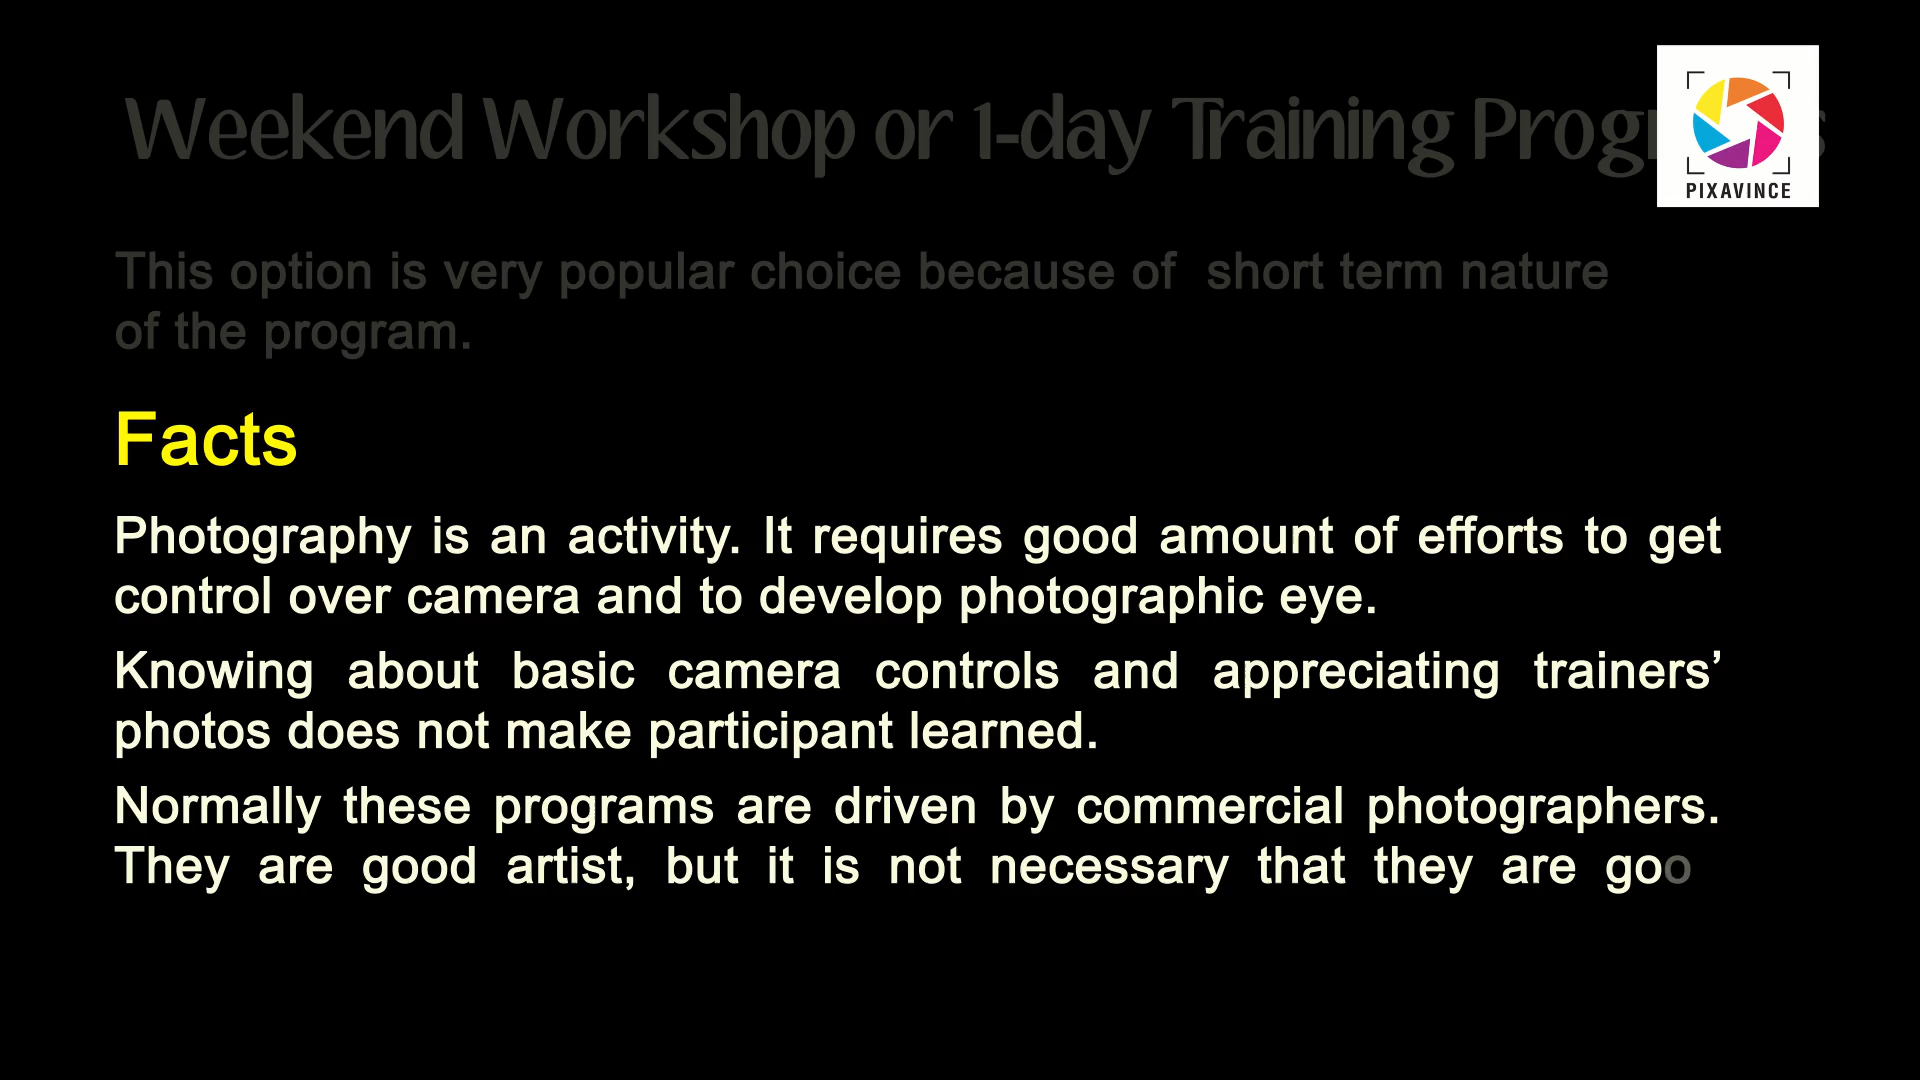 Weekend Workshop or 1-day Training
PIXAVINCE
This option is very popular choice because of short term nature
of the program.
Facts
Photography is an activity. It requires good amount of efforts to get
control over camera and to develop photographic eye.
Knowing about basic camera controls and appreciating trainers’
photos does not make participant learned.
Normally these programs are driven by commercial photographers.
They are good artist, but it is not necessary that they are goo